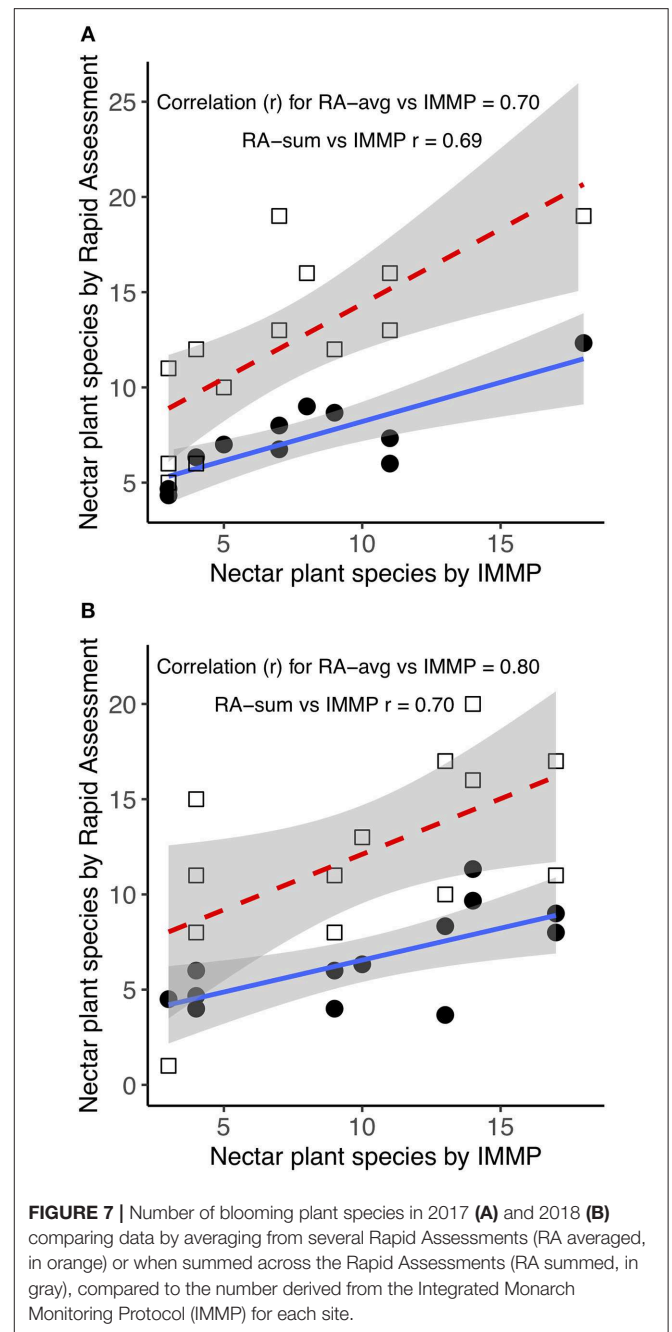 A
Correlation (r) for RA−avg vs IMMP = 0.70
RA−sum vs IMMP r = 0.69
Nectar plant species by Rapid Assessment
25
20
15
10
5
5 10 15
Nectar plant species by IMMP
B
Correlation (r) for RA−avg vs IMMP = 0.80
RA−sum vs IMMP r = 0.70
Nectar plant species by Rapid Assessment
20
15
10
5
0
5 10 15
Nectar plant species by IMMP
FIGURE 7 | Number of blooming plant species in 2017 (A) and 2018 (B)
comparing data by averaging from several Rapid Assessments (RA averaged,
in orange) or when summed across the Rapid Assessments (RA summed, in
gray), compared to the number derived from the Integrated Monarch
Monitoring Protocol (IMMP) for each site.